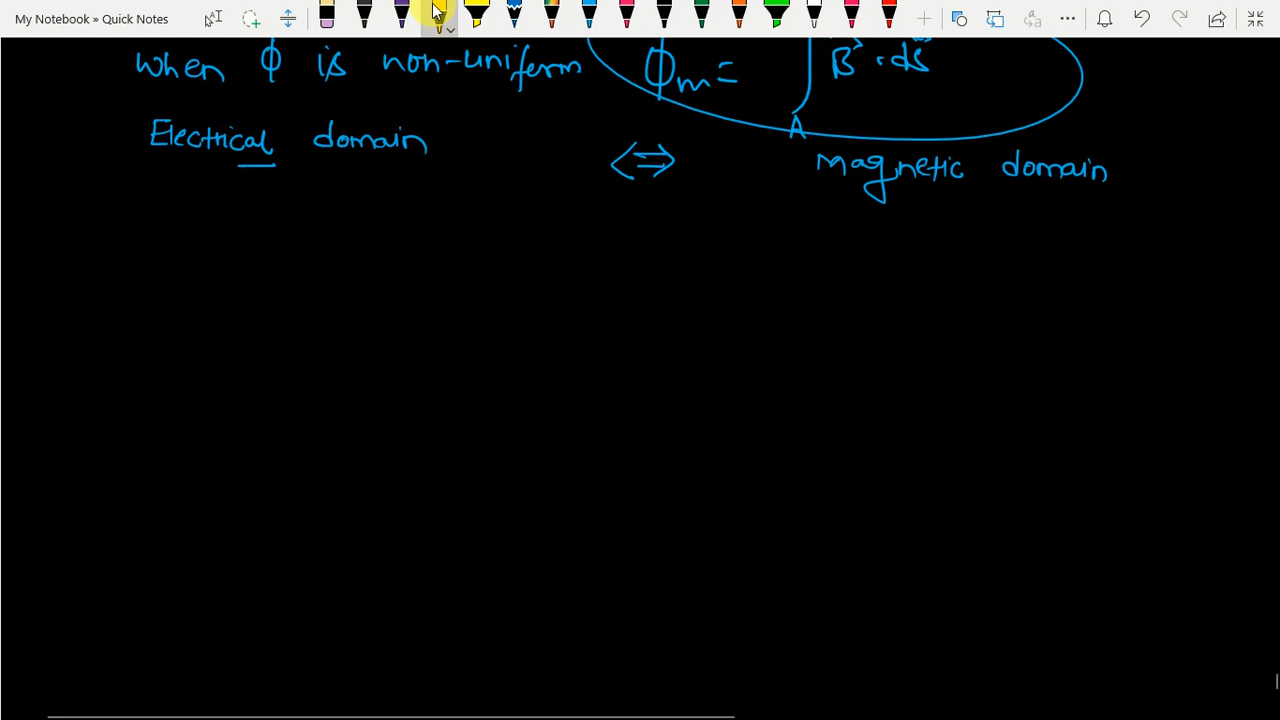 My Notebook » Quick Notes
when ϕ is non-uniform ϕm = ∫A B⃗ · ds⃗
Electrical domain ⇔ Magnetic domain